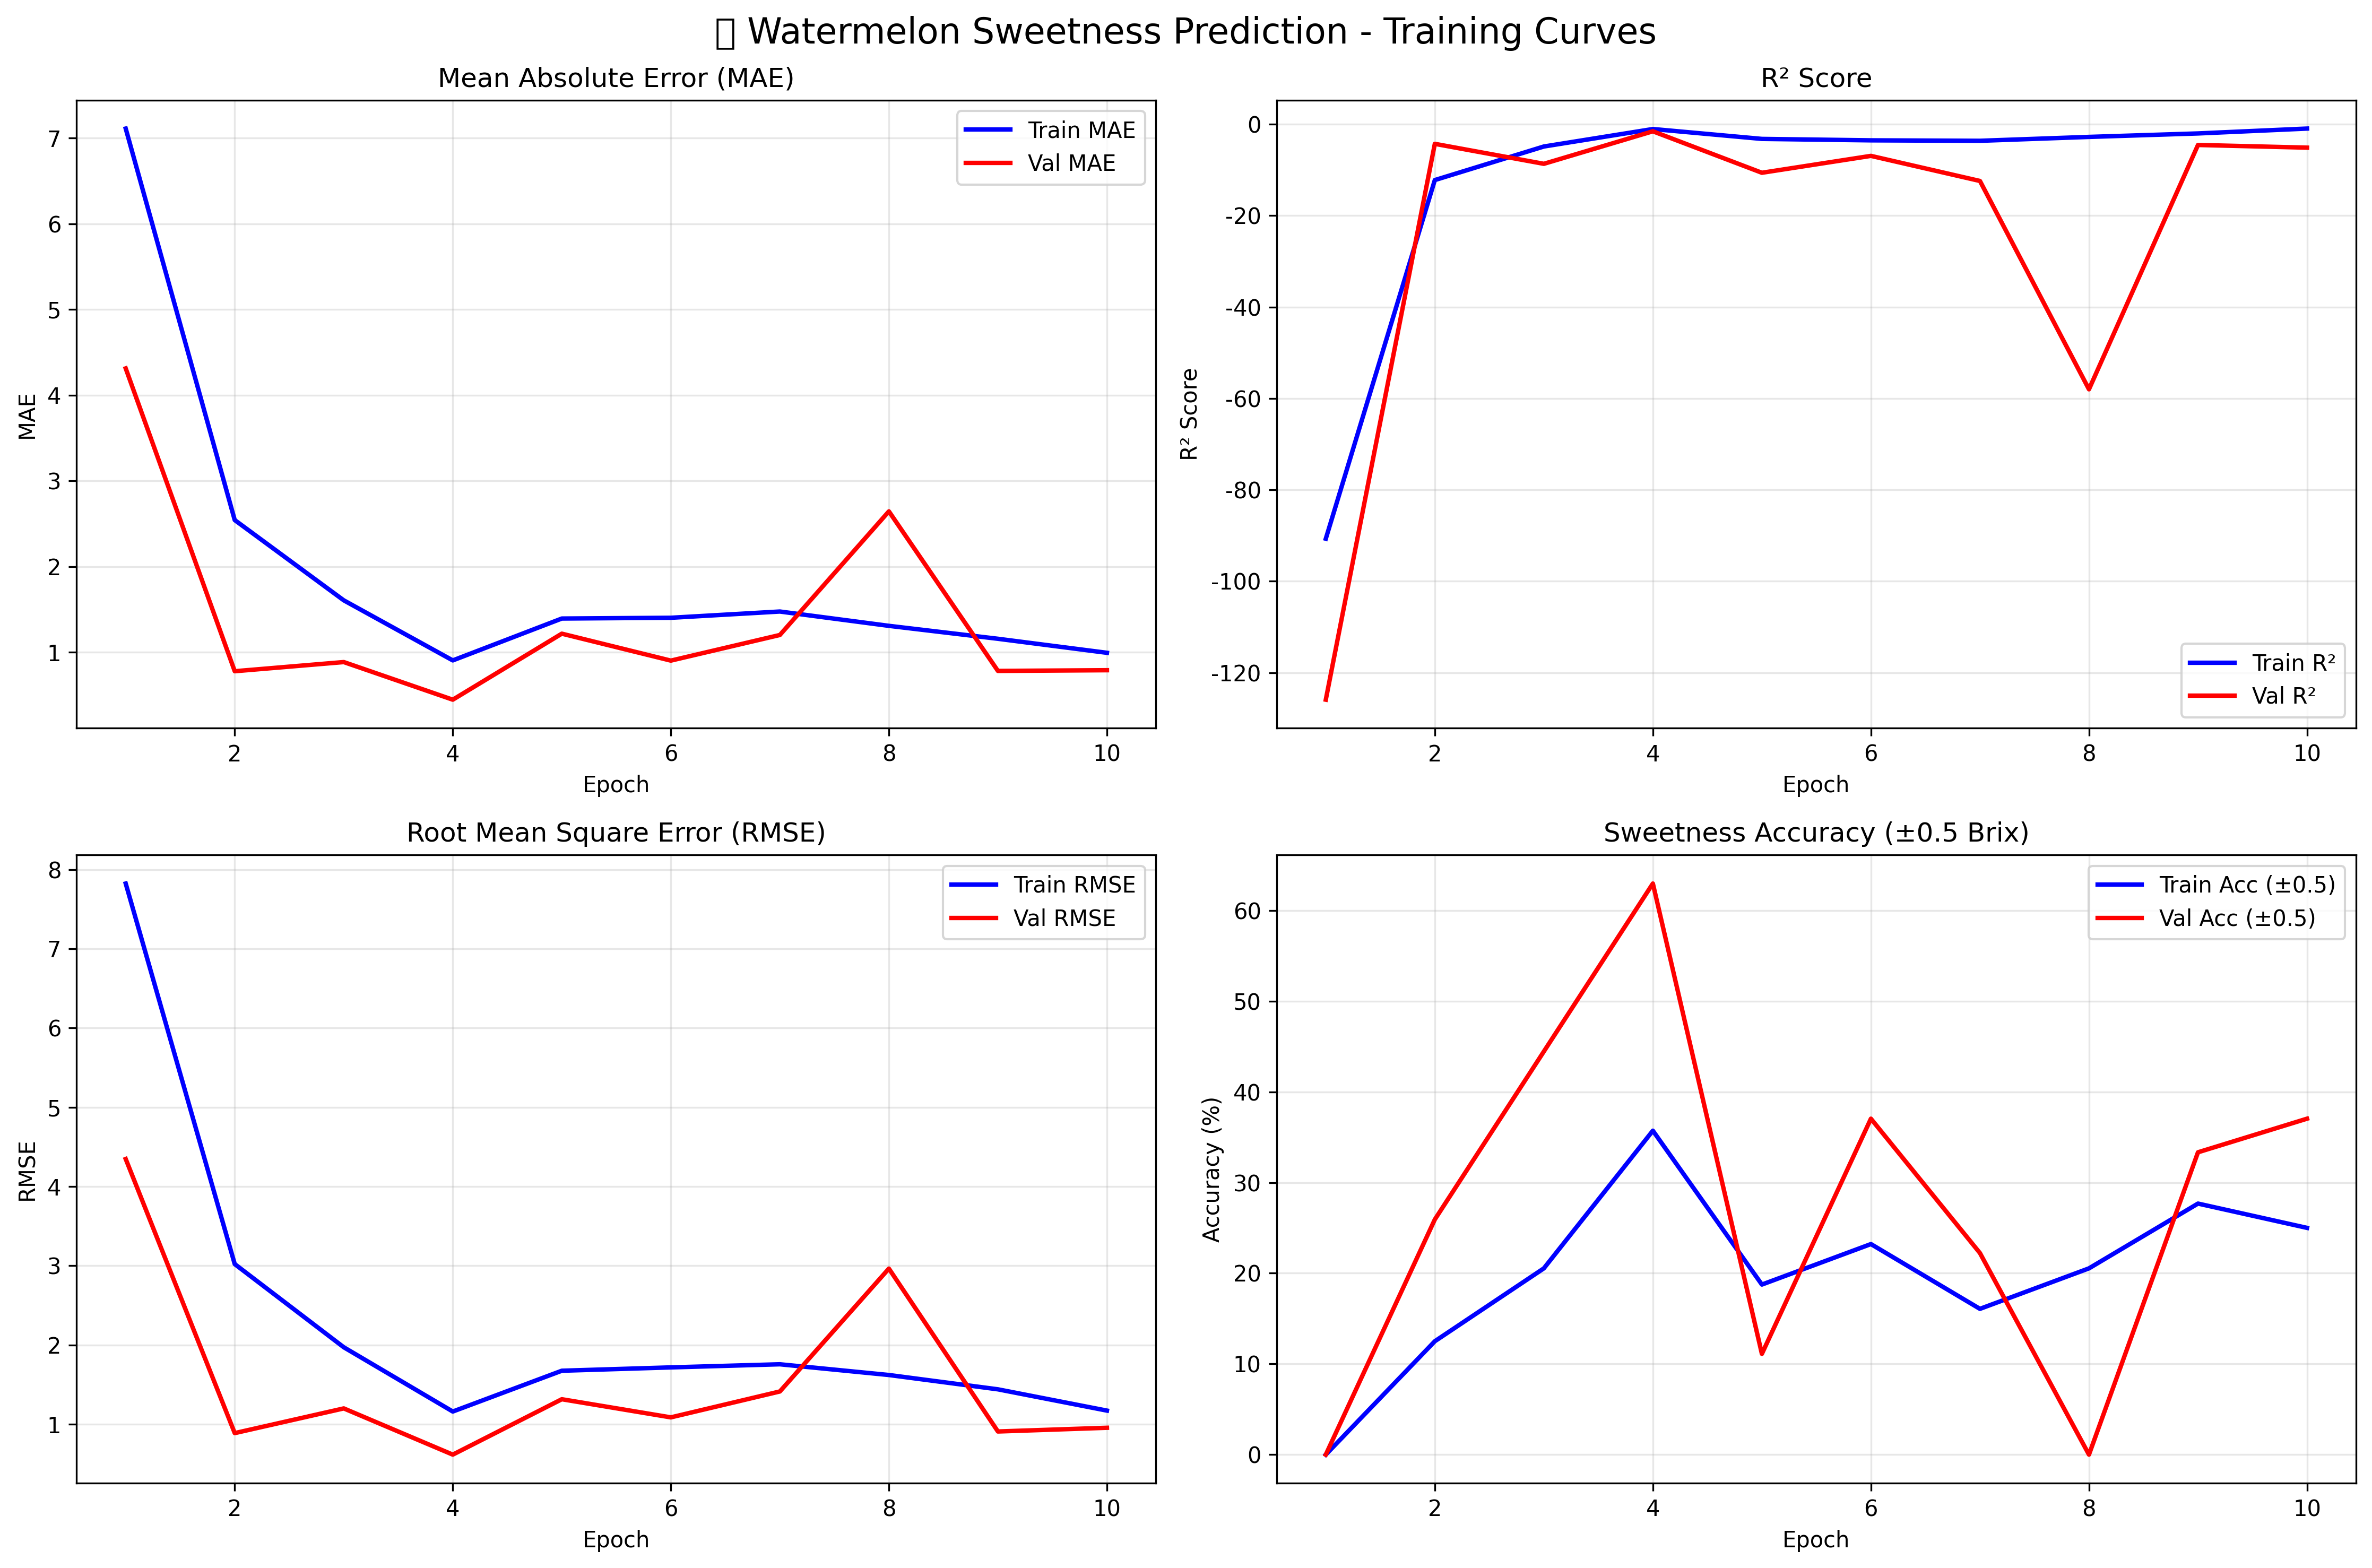 ▯ Watermelon Sweetness Prediction - Training Curves
Mean Absolute Error (MAE)
7
6
5
4
3
2
1
MAE
Train MAE
Val MAE
2 4 6 8 10
Epoch
R² Score
0
-20
-40
-60
-80
-100
-120
R² Score
Train R²
Val R²
2 4 6 8 10
Epoch
Root Mean Square Error (RMSE)
8
7
6
5
4
3
2
1
RMSE
Train RMSE
Val RMSE
2 4 6 8 10
Epoch
Sweetness Accuracy (±0.5 Brix)
60
50
40
30
20
10
0
Accuracy (%)
Train Acc (±0.5)
Val Acc (±0.5)
2 4 6 8 10
Epoch